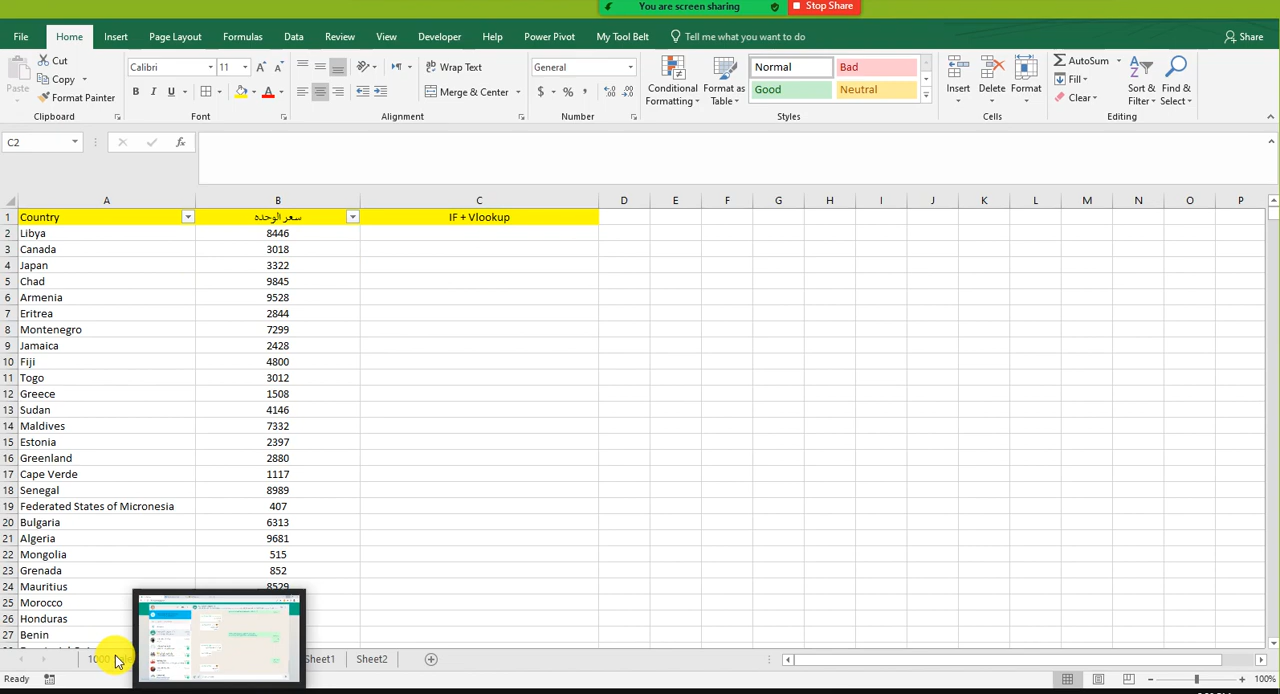 You are screen sharing
Stop Share
File Home Insert Page Layout Formulas Data Review View Developer Help Power Pivot My Tool Belt Tell me what you want to do Share
Paste
Cut
Copy
Format Painter
Clipboard
Calibri 11
B I U
Font
Wrap Text
Merge & Center
Alignment
General
$ % ,
Number
Conditional Formatting
Format as Table
Normal Bad
Good Neutral
Styles
Insert Delete Format
Cells
AutoSum
Fill
Clear
Sort & Filter
Find & Select
Editing
C2 fx
A B C D E F G H I J K L M N O P
1 Country سعر الوحده IF + Vlookup
2 Libya 8446
3 Canada 3018
4 Japan 3322
5 Chad 9845
6 Armenia 9528
7 Eritrea 2844
8 Montenegro 7299
9 Jamaica 2428
10 Fiji 4800
11 Togo 3012
12 Greece 1508
13 Sudan 4146
14 Maldives 7332
15 Estonia 2397
16 Greenland 2880
17 Cape Verde 1117
18 Senegal 8989
19 Federated States of Micronesia 407
20 Bulgaria 6313
21 Algeria 9681
22 Mongolia 515
23 Grenada 852
24 Mauritius 8529
25 Morocco
26 Honduras
27 Benin
1000 Sheet2
Ready 100%